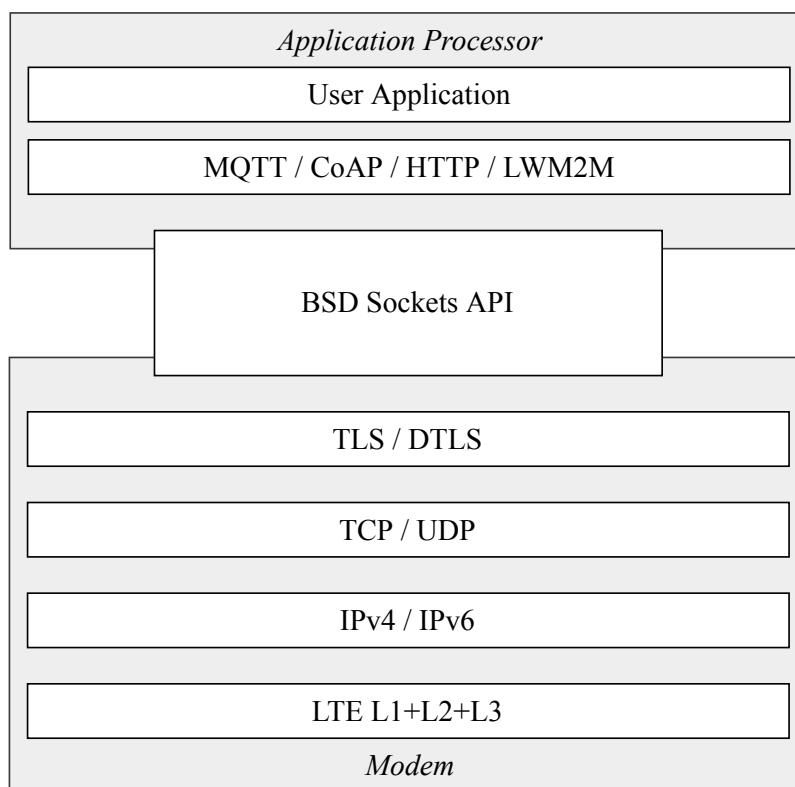 Application Processor
User Application
MQTT / CoAP / HTTP / LWM2M
BSD Sockets API
TLS / DTLS
TCP / UDP
IPv4 / IPv6
LTE L1+L2+L3
Modem